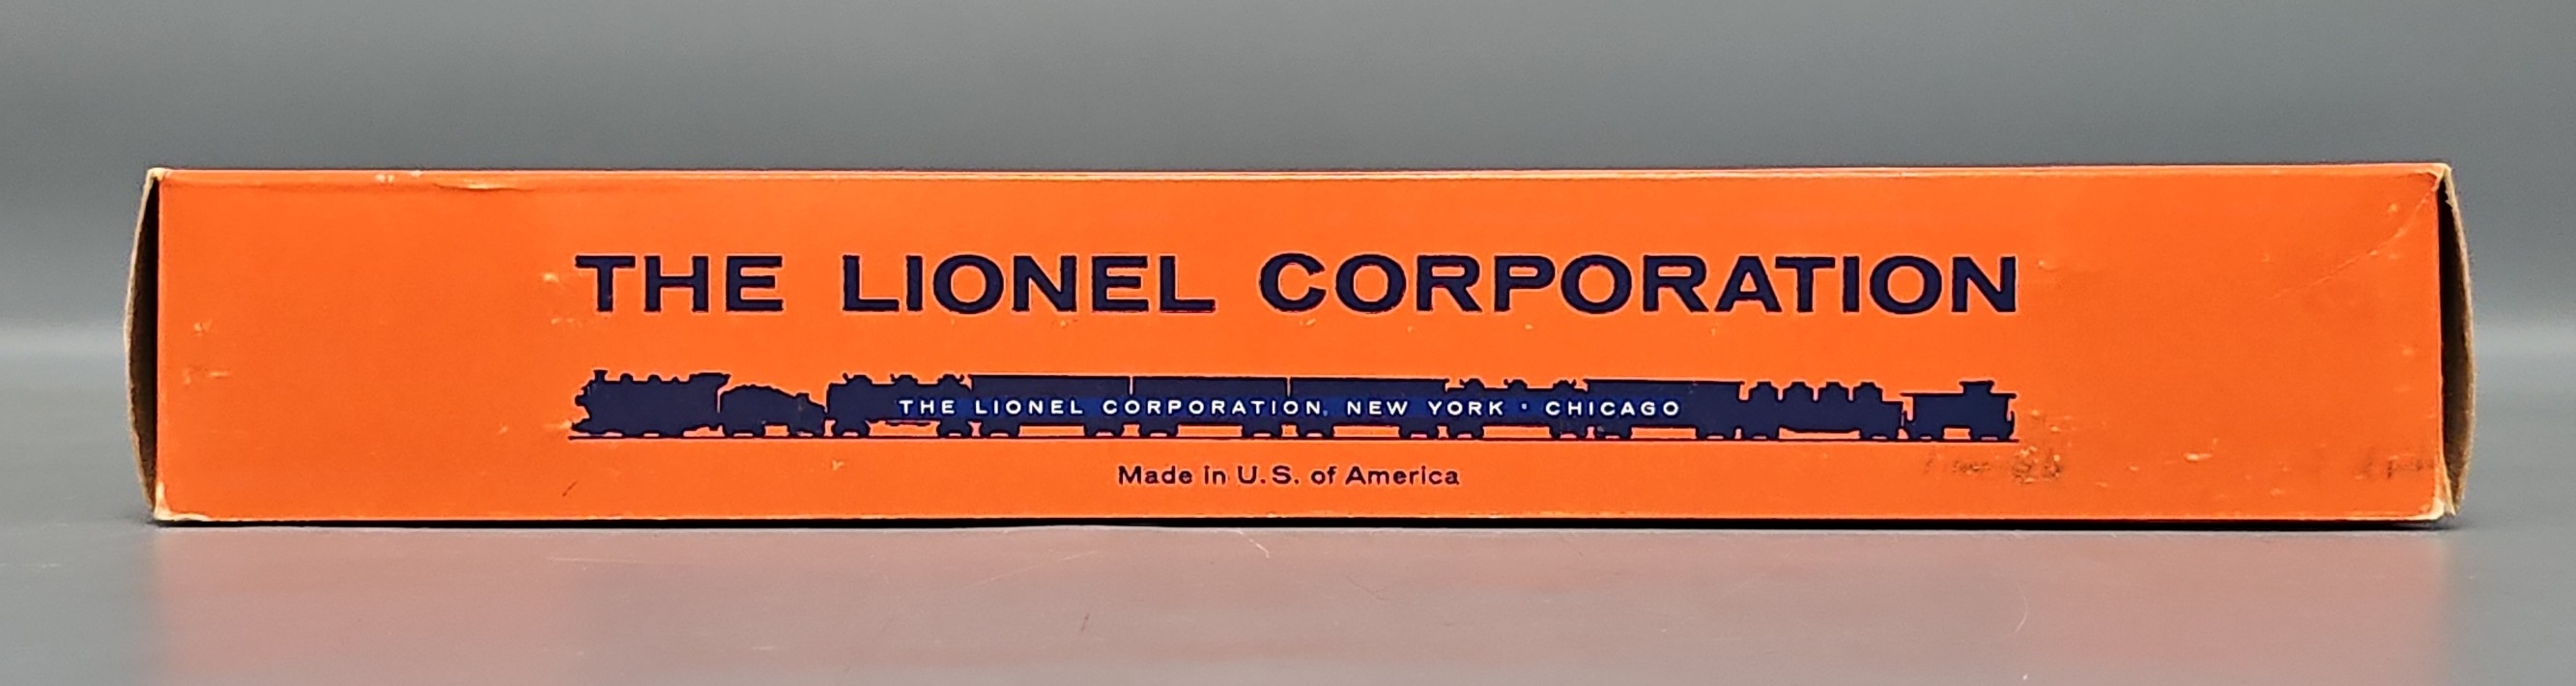 THE LIONEL CORPORATION
THE LIONEL CORPORATION, NEW YORK • CHICAGO
Made in U.S. of America